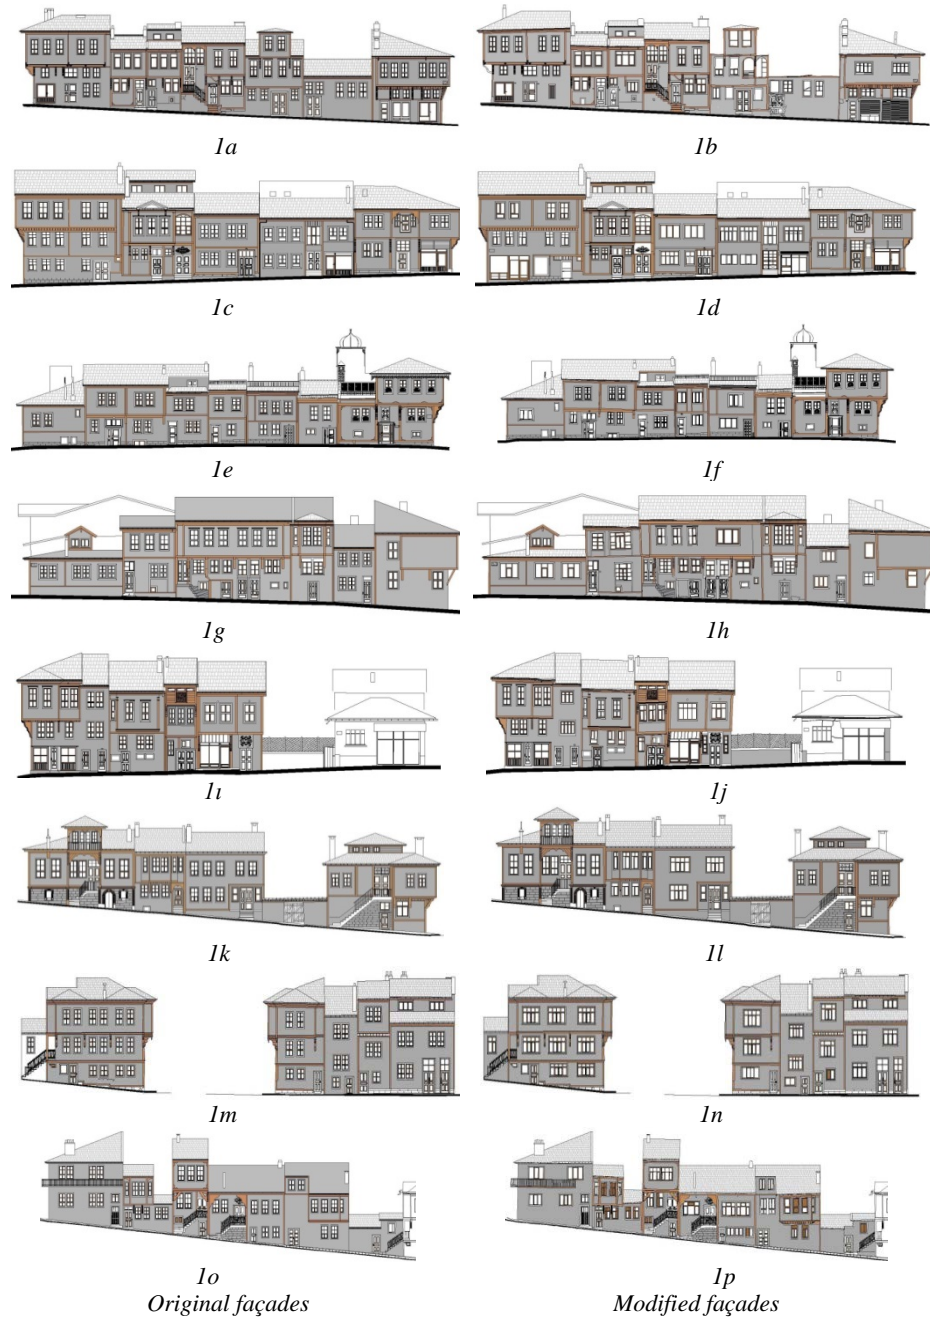 1a 1b
1c 1d
1e 1f
1g 1h
1ı 1j
1k 1l
1m 1n
1o 1p
Original façades Modified façades